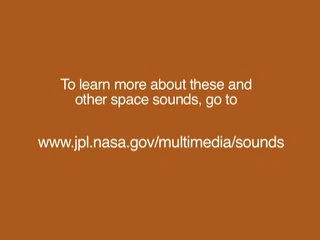 To learn more about these and
other space sounds, go to
www.jpl.nasa.gov/multimedia/sounds